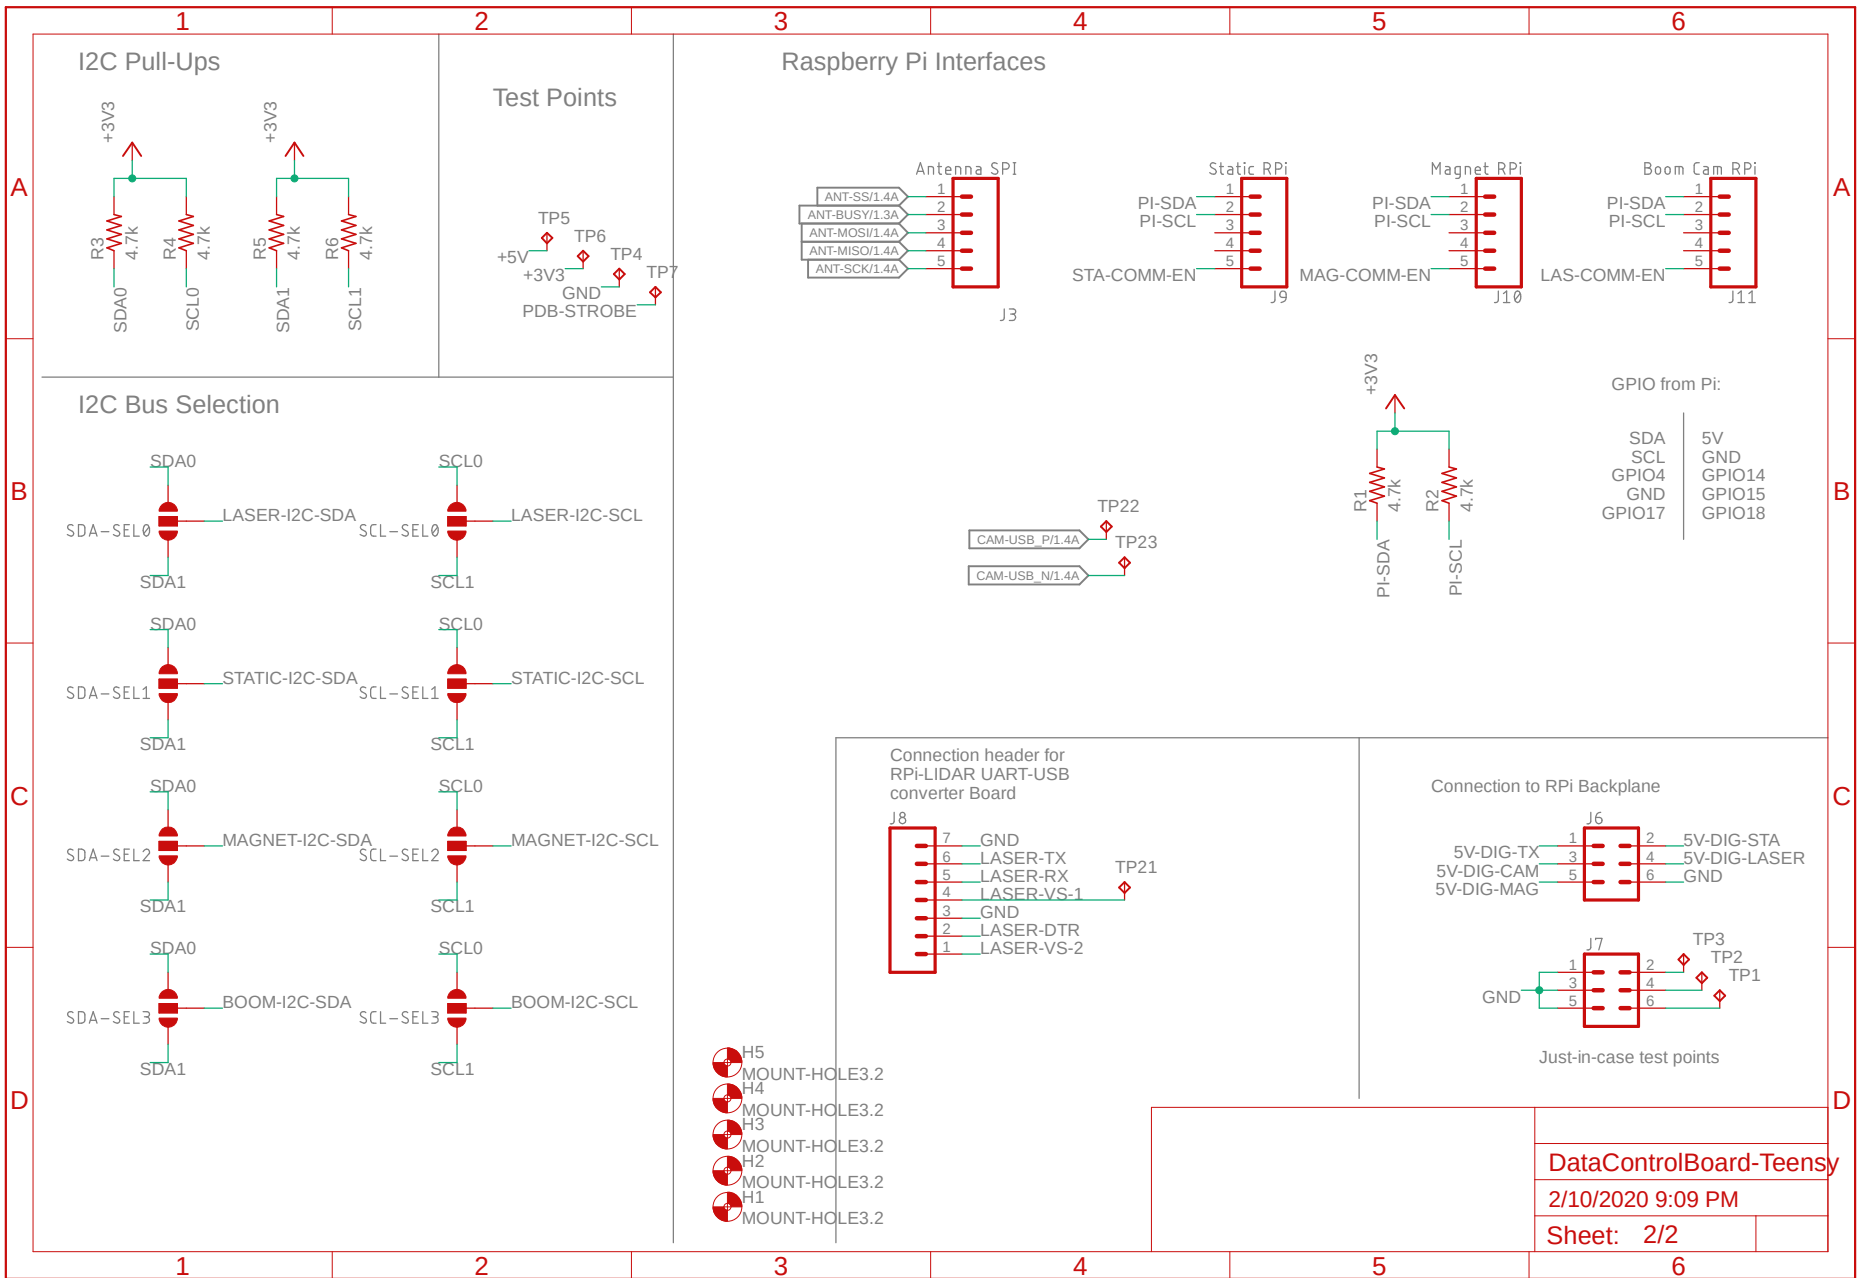 1 2 3 4 5 6
A
B
C
D
A
B
C
D
I2C Pull-Ups
+3V3
+3V3
R3
4.7k
R4
4.7k
R5
4.7k
R6
4.7k
SDA0
SCL0
SDA1
SCL1
Test Points
TP5
+5V
TP6
+3V3
TP4
GND
TP7
PDB-STROBE
Raspberry Pi Interfaces
Antenna SPI
ANT-SS/1.4A 1
ANT-BUSY/1.3A 2
ANT-MOSI/1.4A 3
ANT-MISO/1.4A 4
ANT-SCK/1.4A 5
J3
Static RPi
PI-SDA 1
PI-SCL 2
3
4
STA-COMM-EN 5
J9
Magnet RPi
PI-SDA 1
PI-SCL 2
3
4
MAG-COMM-EN 5
J10
Boom Cam RPi
PI-SDA 1
PI-SCL 2
3
4
LAS-COMM-EN 5
J11
I2C Bus Selection
SDA0
SDA-SEL0
LASER-I2C-SDA
SDA1
SCL0
SCL-SEL0
LASER-I2C-SCL
SCL1
SDA0
SDA-SEL1
STATIC-I2C-SDA
SDA1
SCL0
SCL-SEL1
STATIC-I2C-SCL
SCL1
SDA0
SDA-SEL2
MAGNET-I2C-SDA
SDA1
SCL0
SCL-SEL2
MAGNET-I2C-SCL
SCL1
SDA0
SDA-SEL3
BOOM-I2C-SDA
SDA1
SCL0
SCL-SEL3
BOOM-I2C-SCL
SCL1
TP22
CAM-USB_P/1.4A
TP23
CAM-USB_N/1.4A
+3V3
R1
4.7k
R2
4.7k
PI-SDA
PI-SCL
GPIO from Pi:
SDA 5V
SCL GND
GPIO4 GPIO14
GND GPIO15
GPIO17 GPIO18
Connection header for
RPi-LIDAR UART-USB
converter Board
J8
7 GND
6 LASER-TX
5 LASER-RX
4 LASER-VS-1
3 GND
2 LASER-DTR
1 LASER-VS-2
TP21
Connection to RPi Backplane
J6
5V-DIG-TX 1 2 5V-DIG-STA
5V-DIG-CAM 3 4 5V-DIG-LASER
5V-DIG-MAG 5 6 GND
J7
GND
1 2
3 4
5 6
TP3
TP2
TP1
Just-in-case test points
H5
MOUNT-HOLE3.2
H4
MOUNT-HOLE3.2
H3
MOUNT-HOLE3.2
H2
MOUNT-HOLE3.2
H1
MOUNT-HOLE3.2
DataControlBoard-Teensy
2/10/2020 9:09 PM
Sheet: 2/2
1 2 3 4 5 6